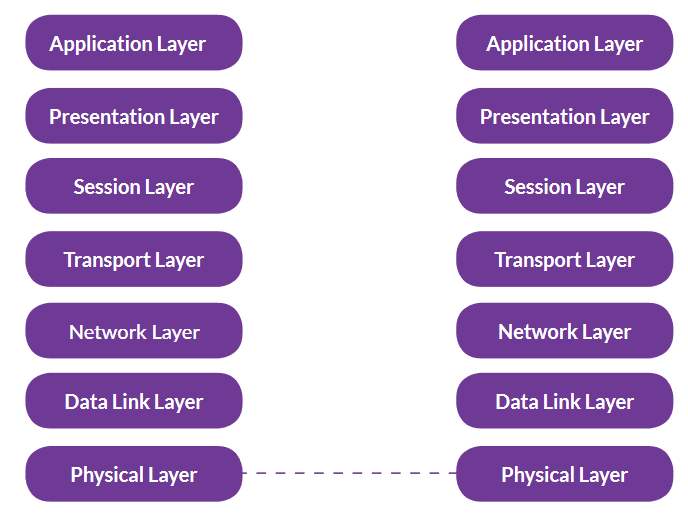 Application Layer
Application Layer
Presentation Layer
Presentation Layer
Session Layer
Session Layer
Transport Layer
Transport Layer
Network Layer
Network Layer
Data Link Layer
Data Link Layer
Physical Layer
Physical Layer